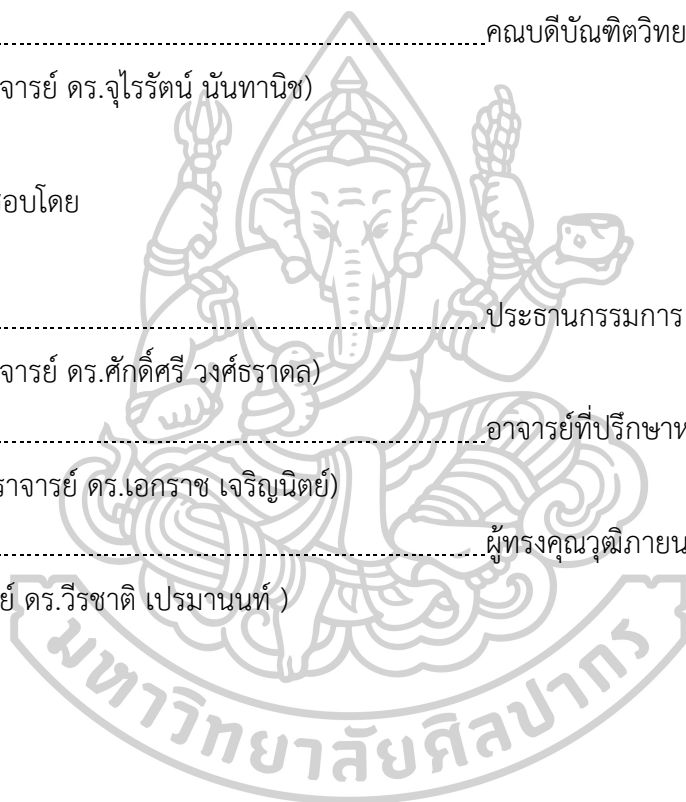 คณบดีบัณฑิตวิทย
จารย์ ดร.จุไรรัตน์ นันทานิช)
อบโดย
ประธานกรรมการ
จารย์ ดร.ศักดิ์ศรี วงศ์ธราดล)
อาจารย์ที่ปรึกษาห
ราจารย์ ดร.เอกราช เจริญนิตย์)
ผู้ทรงคุณวุฒิภายน
ย์ ดร.วีรชาติ เปรมานนท์ )
มหาวิทยาลัยศิลปากร